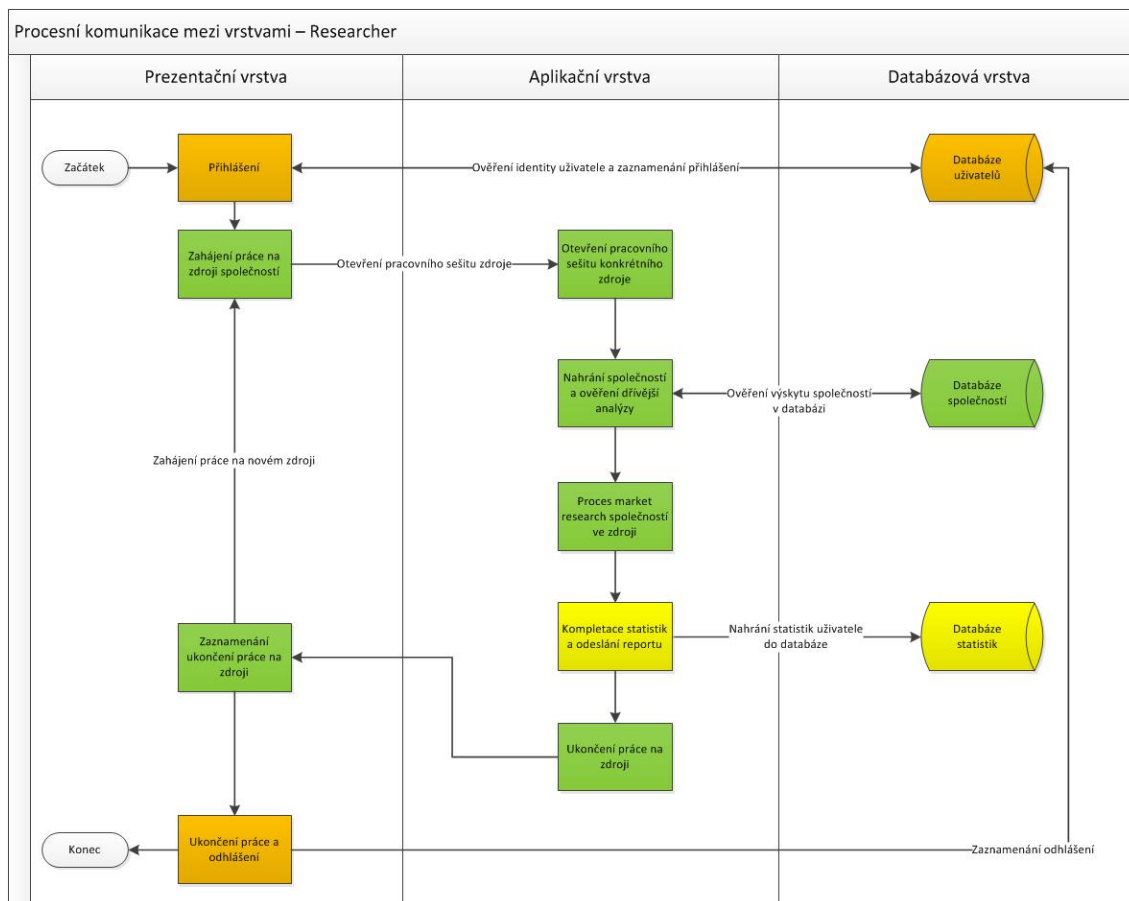 Procesní komunikace mezi vrstvami – Researcher
Prezentační vrstva
Aplikační vrstva
Databázová vrstva
Začátek
Přihlášení
Ověření identity uživatele a zaznamenání přihlášení
Databáze
uživatelů
Zahájení práce na
zdroji společností
Otevření pracovního sešitu zdroje
Otevření pracovního
sešitu konkrétního
zdroje
Nahrání společností
a ověření dřívější
analýzy
Ověření výskytu společností
v databázi
Databáze
společností
Zahájení práce na novém zdroji
Proces market
research společností
ve zdroji
Zaznamenání
ukončení práce na
zdroji
Kompletace statistik
a odeslání reportu
Nahrání statistik uživatele
do databáze
Databáze
statistik
Ukončení práce na
zdroji
Konec
Ukončení práce a
odhlášení
Zaznamenání odhlášení